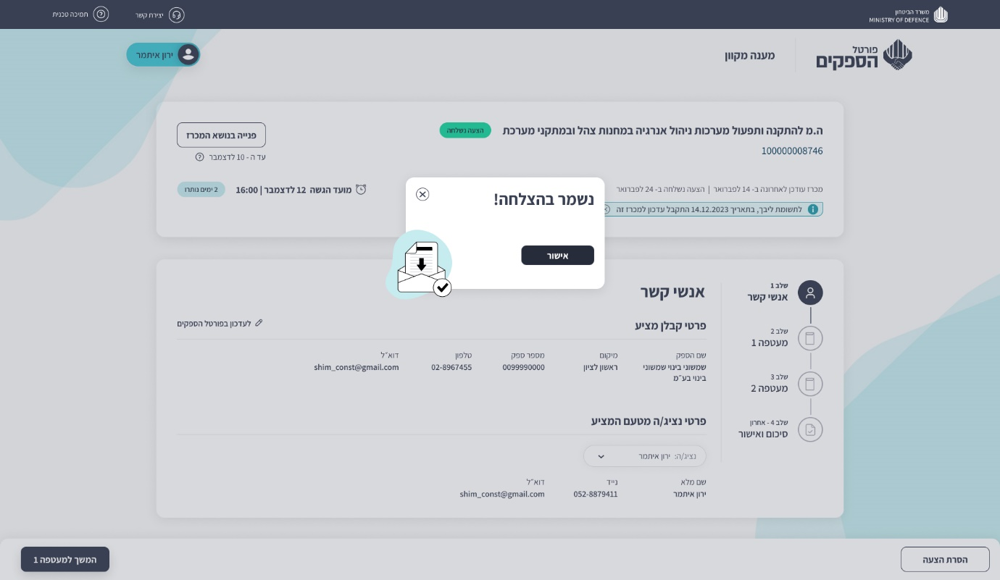 משרד הביטחון
MINISTRY OF DEFENCE
יצירת קשר
תמיכה טכנית
פורטל
הספקים
מענה מקוון
ירון איתמר
ה.מ להתקנה ותפעול מערכות ניהול אנרגיה במחנות צהל ובמתקני מערכת
הצעה נשלחה
פנייה בנושא המכרז
100000008746
עד ה - 10 לדצמבר
מכרז עודכן לאחרונה ב- 14 לפברואר | הצעה נשלחה ב- 24 לפברואר
מועד הגשה 12 לדצמבר | 16:00
2 ימים נותרו
לתשומת ליבך, בתאריך 14.12.2023 התקבל עדכון למכרז זה
נשמר בהצלחה!
אישור
שלב 1
אנשי קשר
שלב 2
מעטפה 1
שלב 3
מעטפה 2
שלב 4 - אחרון
סיכום ואישור
אנשי קשר
פרטי קבלן מציע
לעדכון בפורטל הספקים
שם הספק
שמשוני בינוי שמשוני
בינוי בע״מ
מיקום
ראשון לציון
מספר ספק
0099990000
טלפון
02-8967455
דוא״ל
shim_const@gmail.com
פרטי נציג/ה מטעם המציע
נציג/ה: ירון איתמר
שם מלא
ירון איתמר
נייד
052-8879411
דוא״ל
shim_const@gmail.com
הסרת הצעה
המשך למעטפה 1